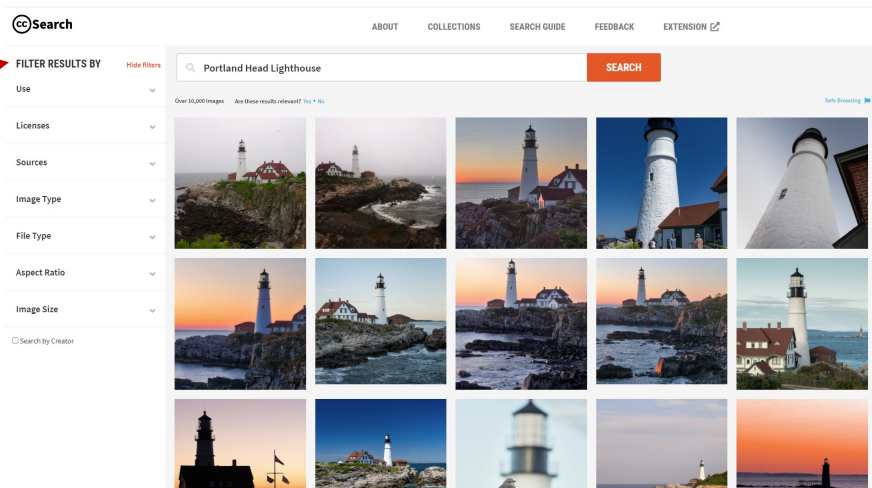 cc Search
ABOUT COLLECTIONS SEARCH GUIDE FEEDBACK EXTENSION
FILTER RESULTS BY Hide filters
Portland Head Lighthouse SEARCH
Use
Over 10,000 images Are these results relevant? Yes • No Safe Browsing
Licenses
Sources
Image Type
File Type
Aspect Ratio
Image Size
Search by Creator